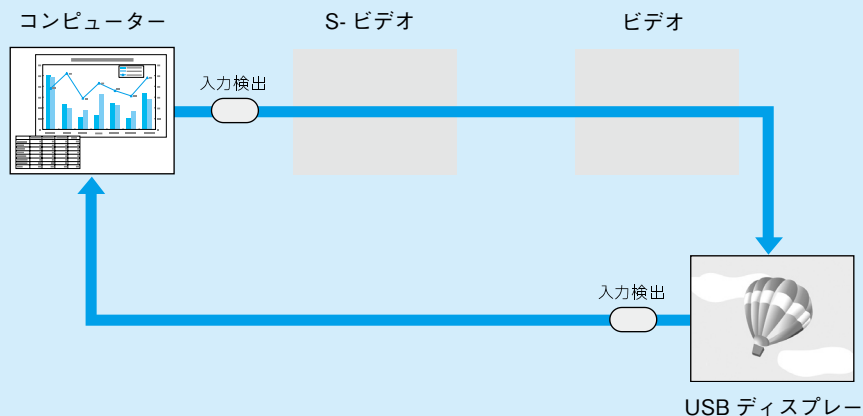 コンピューター
S- ビデオ
ビデオ
入力検出
入力検出
USB ディスプレー